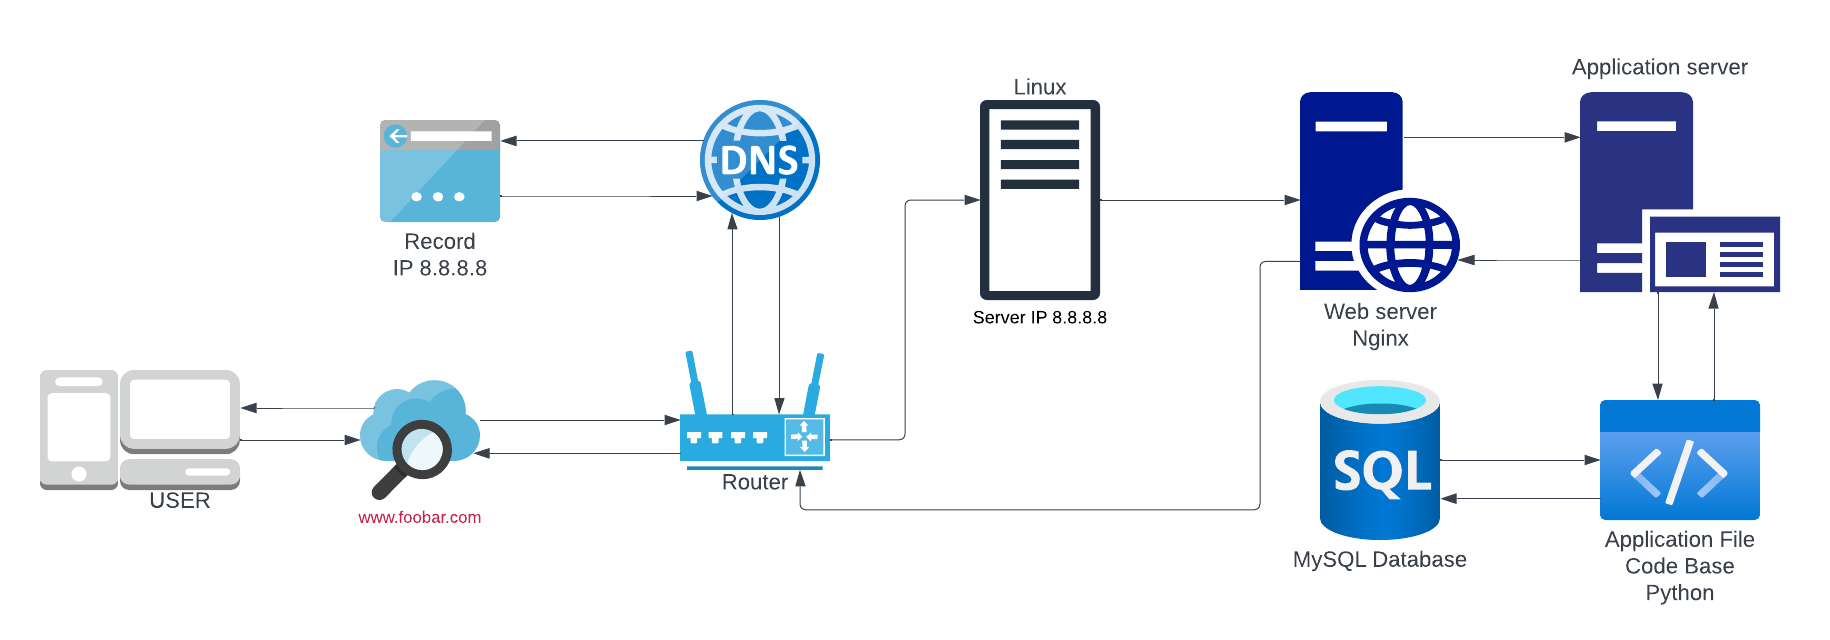 Application server
Linux
DNS
Record
IP 8.8.8.8
Server IP 8.8.8.8
Web server
Nginx
USER
www.foobar.com
Router
SQL
MySQL Database
Application File
Code Base
Python